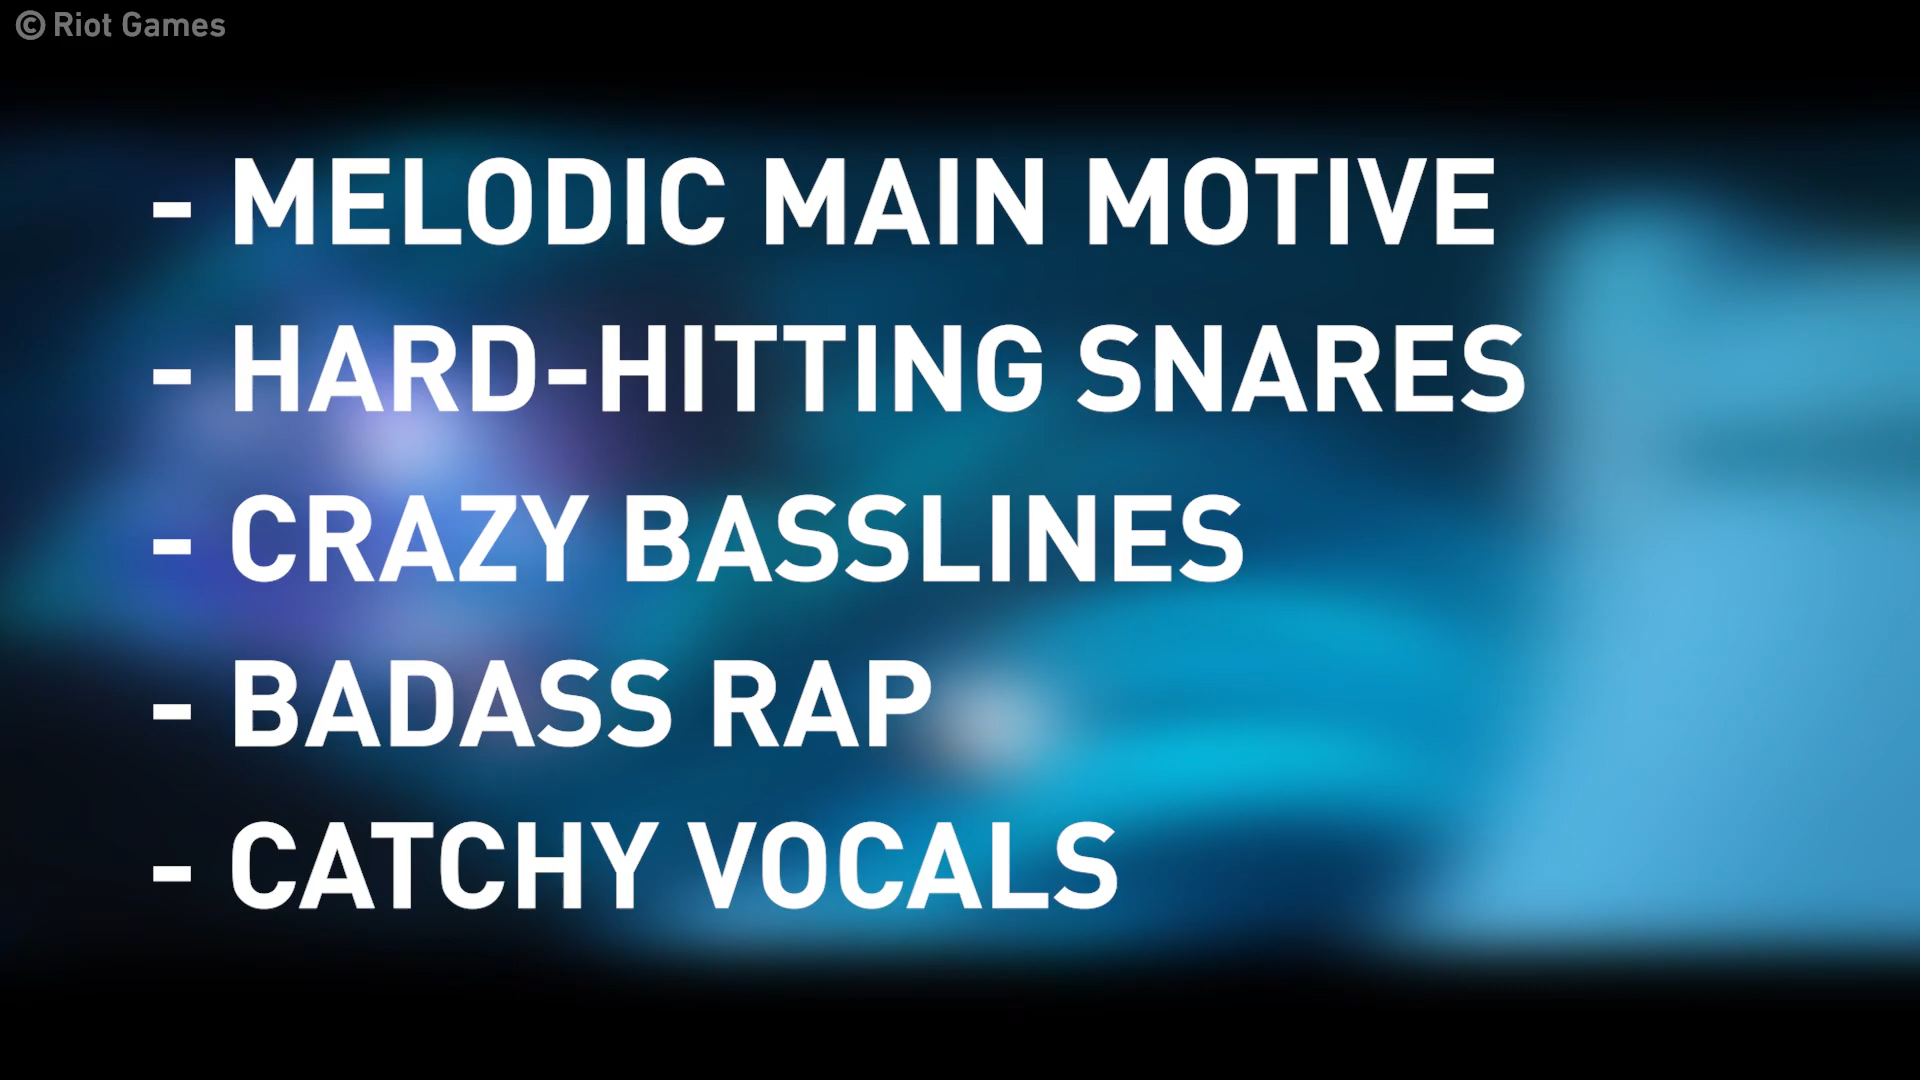 © Riot Games
- MELODIC MAIN MOTIVE
- HARD-HITTING SNARES
- CRAZY BASSLINES
- BADASS RAP
- CATCHY VOCALS